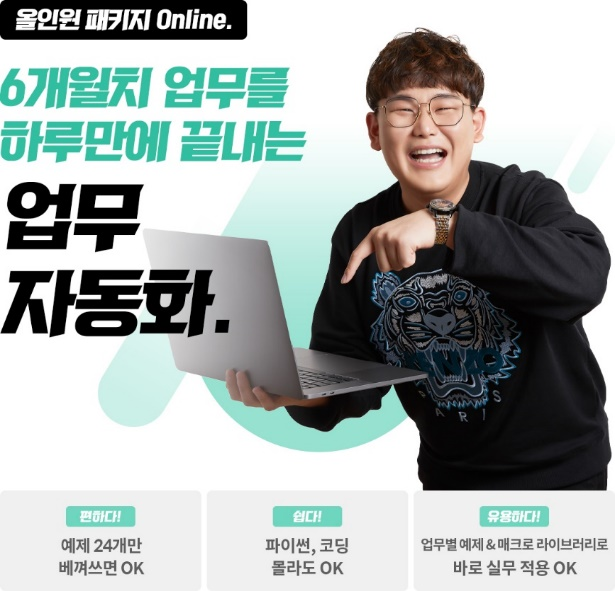 올인원 패키지 Online.
6개월치 업무를
하루만에 끝내는
업무
자동화.
PARIS
편하다!
예제 24개만
베껴쓰면 OK
쉽다!
파이썬, 코딩
몰라도 OK
유용하다!
업무별 예제 & 매크로 라이브러리로
바로 실무 적용 OK